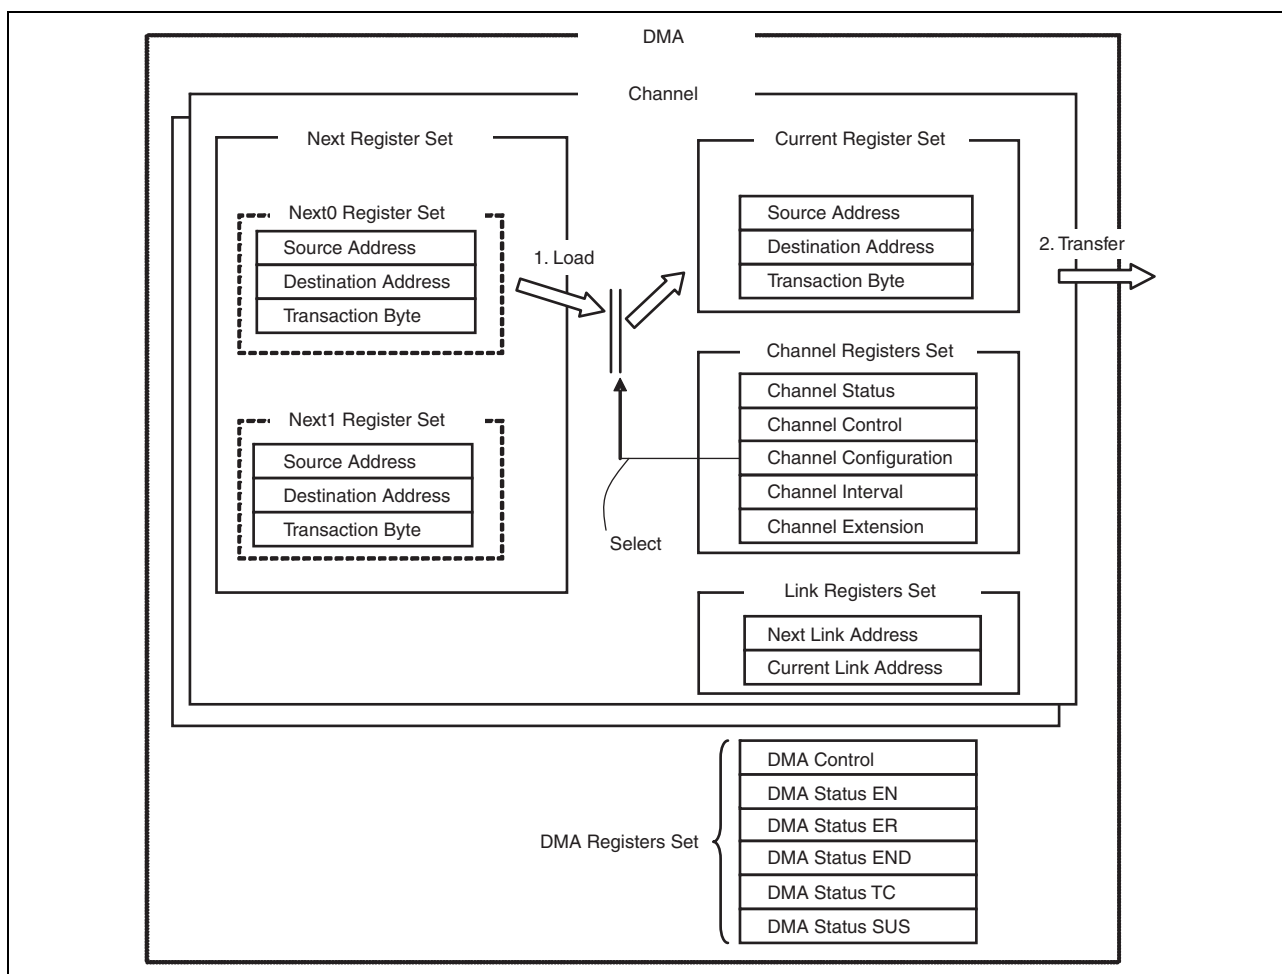 DMA
Channel
Next Register Set
Next0 Register Set
Source Address
Destination Address
Transaction Byte
Next1 Register Set
Source Address
Destination Address
Transaction Byte
1. Load
Select
Current Register Set
Source Address
Destination Address
Transaction Byte
2. Transfer
Channel Registers Set
Channel Status
Channel Control
Channel Configuration
Channel Interval
Channel Extension
Link Registers Set
Next Link Address
Current Link Address
DMA Registers Set
DMA Control
DMA Status EN
DMA Status ER
DMA Status END
DMA Status TC
DMA Status SUS